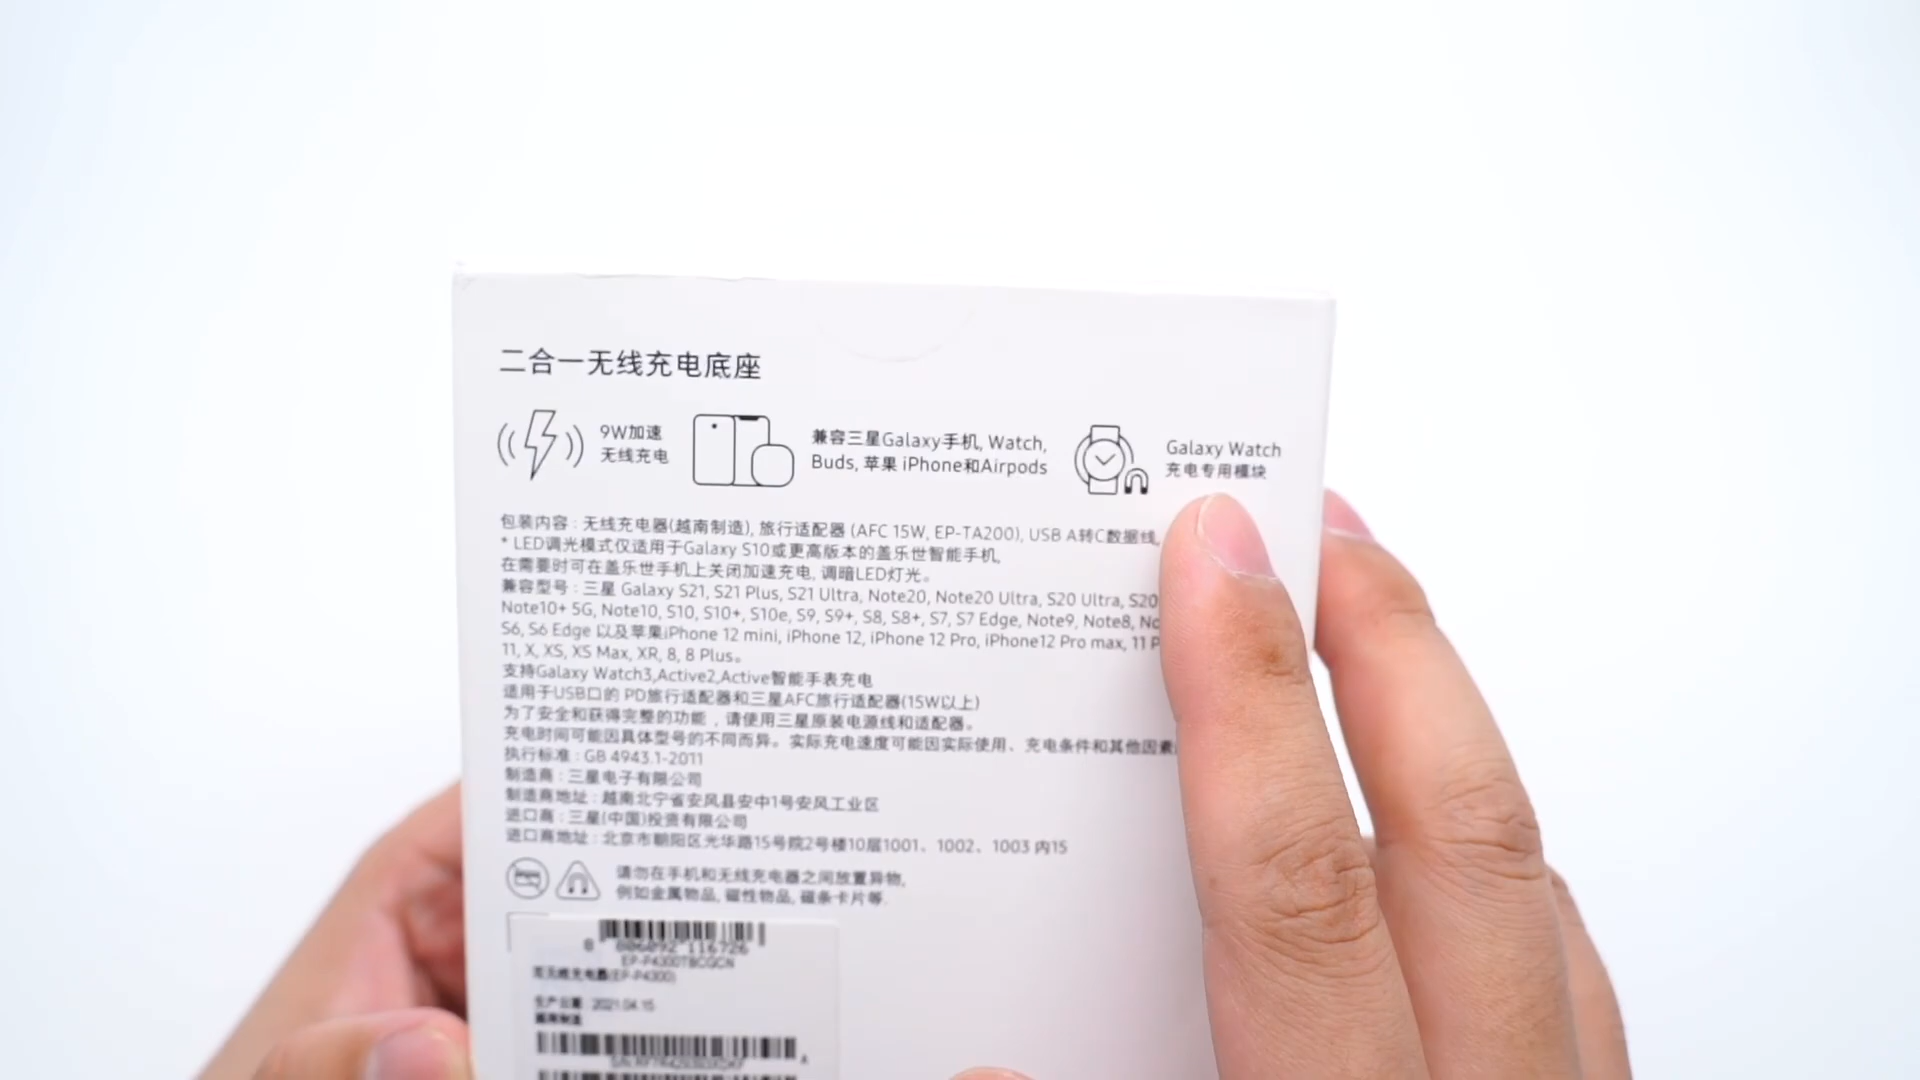 二合一无线充电底座
9W加速
无线充电
兼容三星Galaxy手机, Watch,
Buds, 苹果 iPhone和Airpods
Galaxy Watch
充电专用模块
包装内容：无线充电器(越南制造), 旅行适配器 (AFC 15W, EP-TA200), USB A转C数据线,
* LED调光模式仅适用于Galaxy S10或更高版本的盖乐世智能手机,
在需要时可在盖乐世手机上关闭加速充电, 调暗LED灯光。
兼容型号：三星 Galaxy S21, S21 Plus, S21 Ultra, Note20, Note20 Ultra, S20 Ultra, S20
Note10+ 5G, Note10, S10, S10+, S10e, S9, S9+, S8, S8+, S7, S7 Edge, Note9, Note8,
S6, S6 Edge 以及苹果iPhone 12 mini, iPhone 12, iPhone 12 Pro, iPhone12 Pro max, 11
11, X, XS, XS Max, XR, 8, 8 Plus。
支持Galaxy Watch3,Active2,Active智能手表充电
适用于USB口的 PD旅行适配器和三星AFC旅行适配器(15W以上)
为了安全和获得完整的功能，请使用三星原装电源线和适配器。
充电时间可能因具体型号的不同而异。实际充电速度可能因实际使用、充电条件和其他因素
执行标准：GB 4943.1-2011
制造商：三星电子有限公司
制造商地址：越南北宁省安风县安中1号安风工业区
进口商：三星(中国)投资有限公司
进口商地址：北京市朝阳区光华路15号院2号楼10层1001、1002、1003 内15
请勿在手机和无线充电器之间放置异物,
例如金属物品, 磁性物品, 磁条卡片等.
8 806092 116726
EP-P4300TBCGCN
无线充电器(EP-P4300)
生产日期 2021.04.15
越南制造